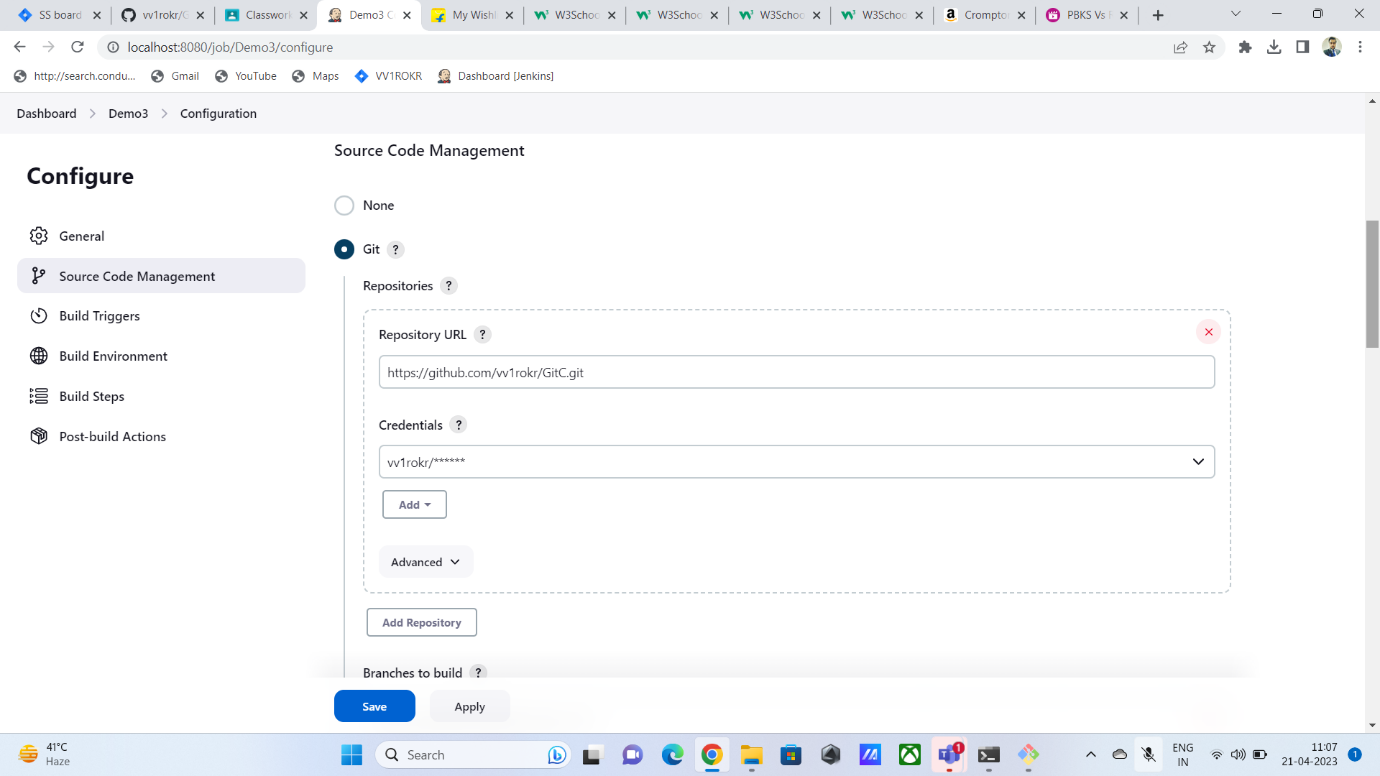 SS board
vv1rokr/G
Classwork
Demo3 C
My Wishl
W3Schoo
W3Schoo
W3Schoo
W3Schoo
Crompto
PBKS Vs
localhost:8080/job/Demo3/configure
http://search.condu...
Gmail
YouTube
Maps
VV1ROKR
Dashboard [Jenkins]
Dashboard > Demo3 > Configuration
Configure
General
Source Code Management
Build Triggers
Build Environment
Build Steps
Post-build Actions
Source Code Management
None
Git ?
Repositories ?
Repository URL ?
https://github.com/vv1rokr/GitC.git
Credentials ?
vv1rokr/******
Add
Advanced
Add Repository
Branches to build ?
Save
Apply
41°C
Haze
Search
1
ENG
IN
11:07
21-04-2023
1